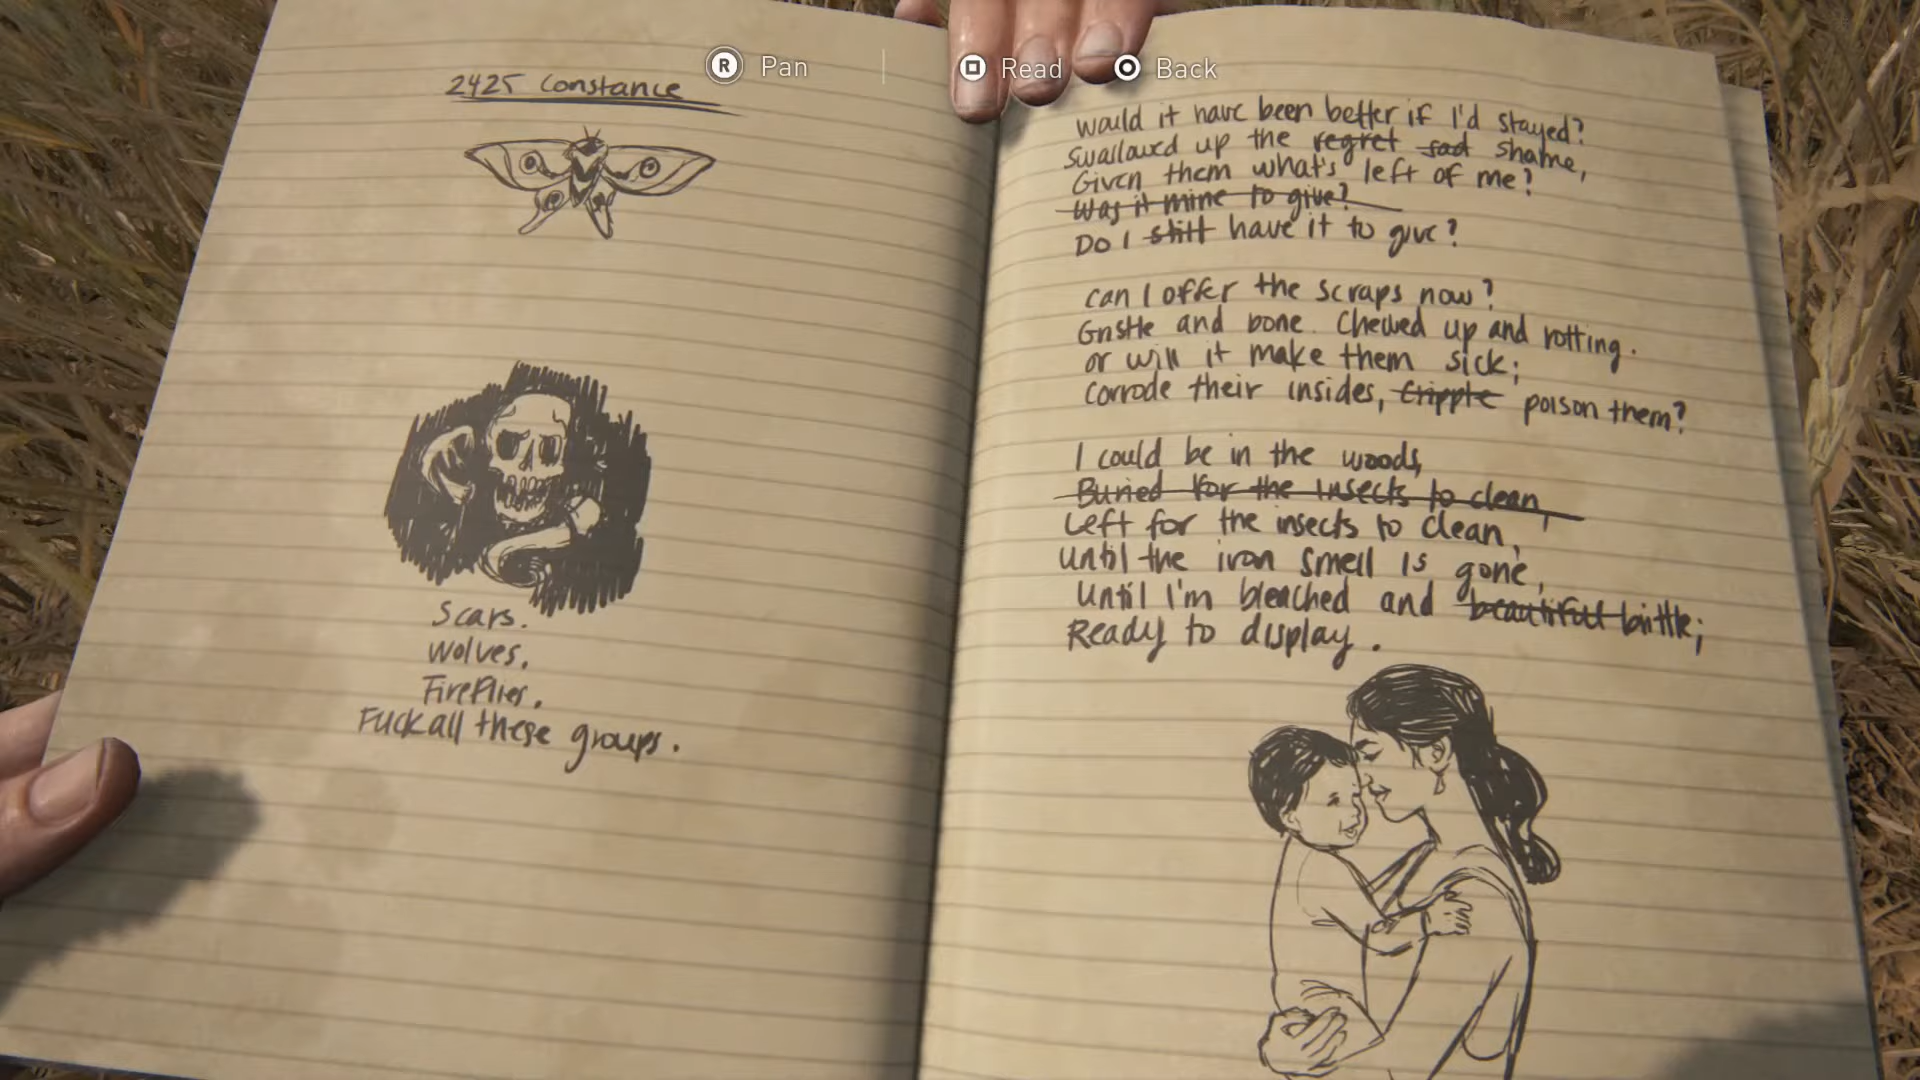 R Pan
Read
Back
2425 Constance
Scars.
Wolves.
Fireflies.
Fuck all these groups.
Would it have been better if I'd stayed?
Swallowed up the regret sad shame,
Given them what's left of me?
Was it mine to give?
Do I still have it to give?
Can I offer the scraps now?
Gristle and bone. Chewed up and rotting.
or will it make them sick;
Corrode their insides, cripple poison them?
I could be in the woods,
Buried for the insects to clean,
Left for the insects to clean,
Until the iron smell is gone,
Until I'm bleached and beautiful brittle;
Ready to display.